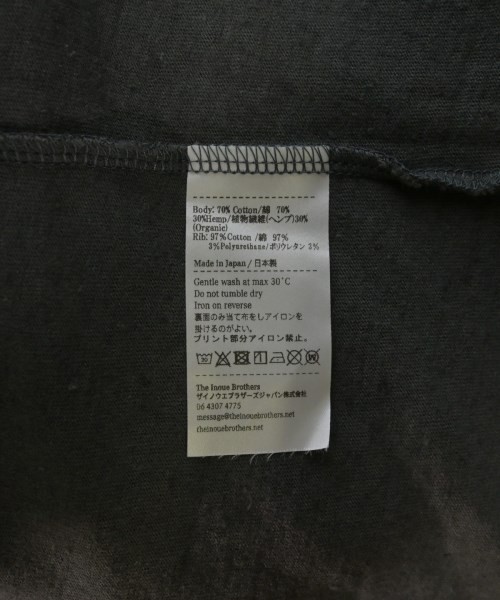 Body: 70% Cotton/綿 70%
30%Hemp/植物繊維(ヘンプ)30%
(Organic)
Rib: 97%Cotton /綿 97%
3%Polyurethane/ポリウレタン 3%
Made in Japan / 日本製
Gentle wash at max 30˚C
Do not tumble dry
Iron on reverse
裏面のみ当て布をしアイロンを
掛けるのがよい。
プリント部分アイロン禁止。
The Inoue Brothers
ザイノウエブラザーズジャパン株式会社
06 4307 4775
message@theinouebrothers.net
theinouebrothers.net